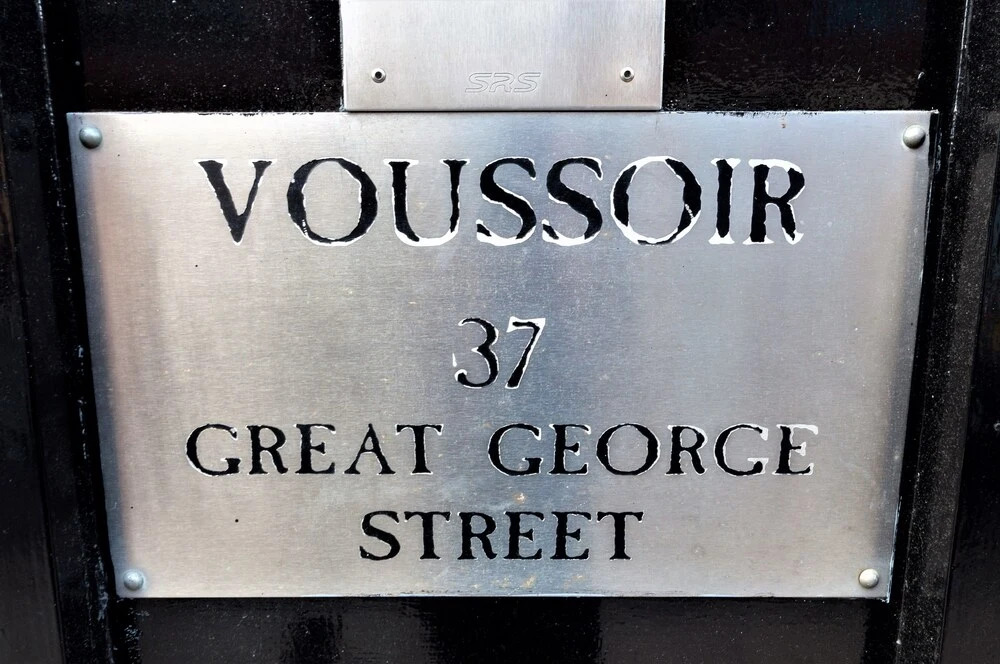 SRS
VOUSSOIR
37
GREAT GEORGE
STREET